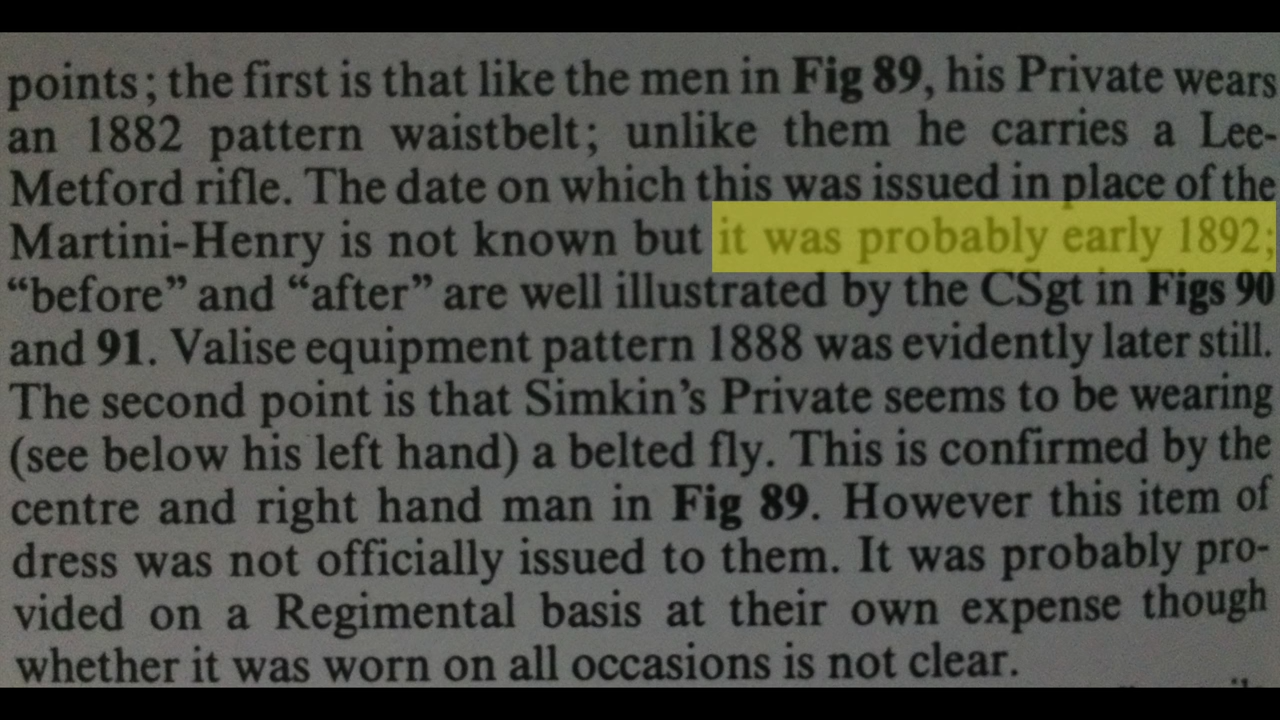 points; the first is that like the men in Fig 89, his Private wears
an 1882 pattern waistbelt; unlike them he carries a Lee-
Metford rifle. The date on which this was issued in place of the
Martini-Henry is not known but it was probably early 1892;
“before” and “after” are well illustrated by the CSgt in Figs 90
and 91. Valise equipment pattern 1888 was evidently later still.
The second point is that Simkin’s Private seems to be wearing
(see below his left hand) a belted fly. This is confirmed by the
centre and right hand man in Fig 89. However this item of
dress was not officially issued to them. It was probably pro-
vided on a Regimental basis at their own expense though
whether it was worn on all occasions is not clear.